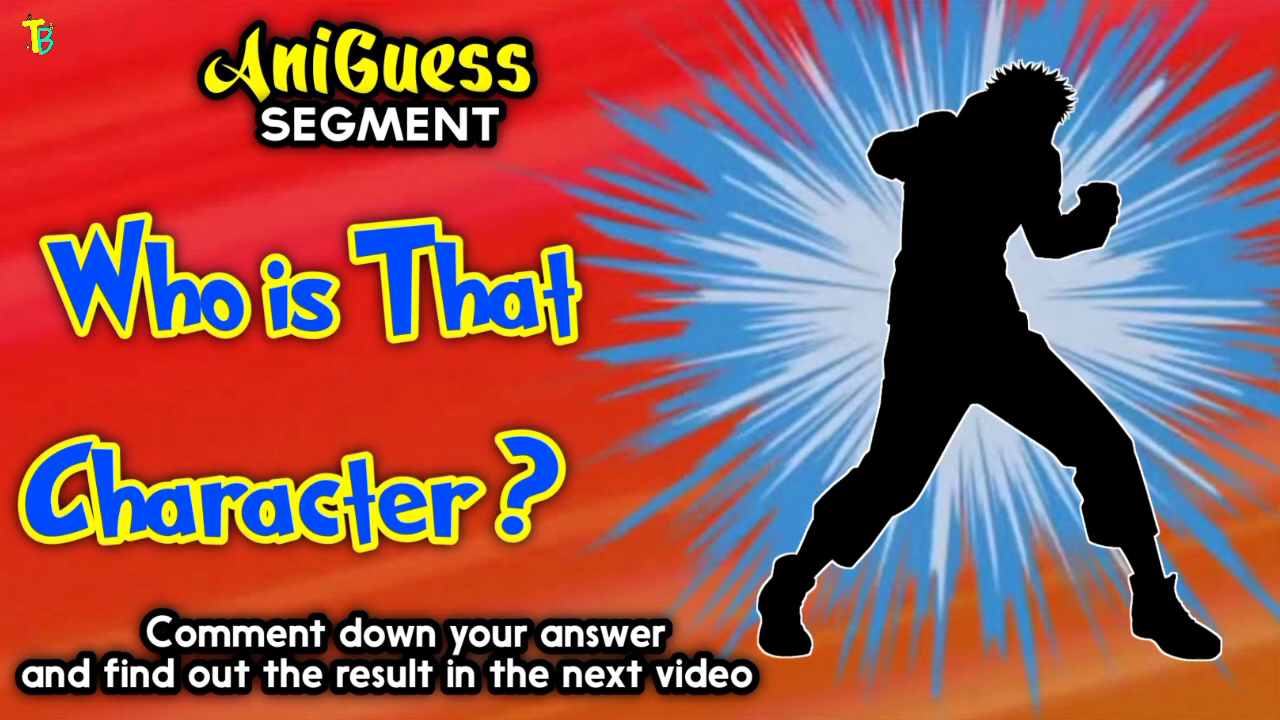 TB
AniGuess
SEGMENT
Who is That
Character?
Comment down your answer
and find out the result in the next video